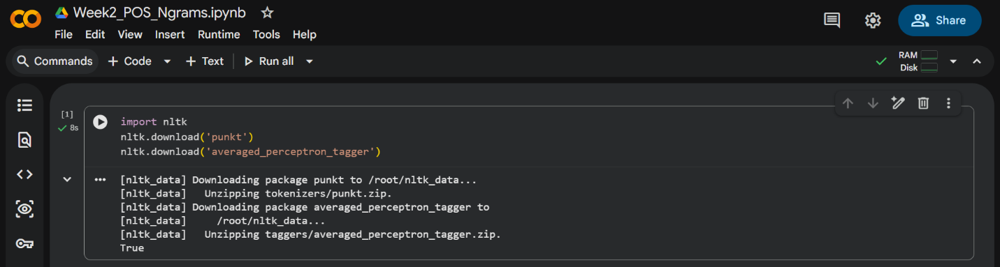 Week2_POS_Ngrams.ipynb
File Edit View Insert Runtime Tools Help
Share
Commands + Code + Text Run all
RAM
Disk
[1]
8s
import nltk
nltk.download('punkt')
nltk.download('averaged_perceptron_tagger')
[nltk_data] Downloading package punkt to /root/nltk_data...
[nltk_data]   Unzipping tokenizers/punkt.zip.
[nltk_data] Downloading package averaged_perceptron_tagger to
[nltk_data]     /root/nltk_data...
[nltk_data]   Unzipping taggers/averaged_perceptron_tagger.zip.
True